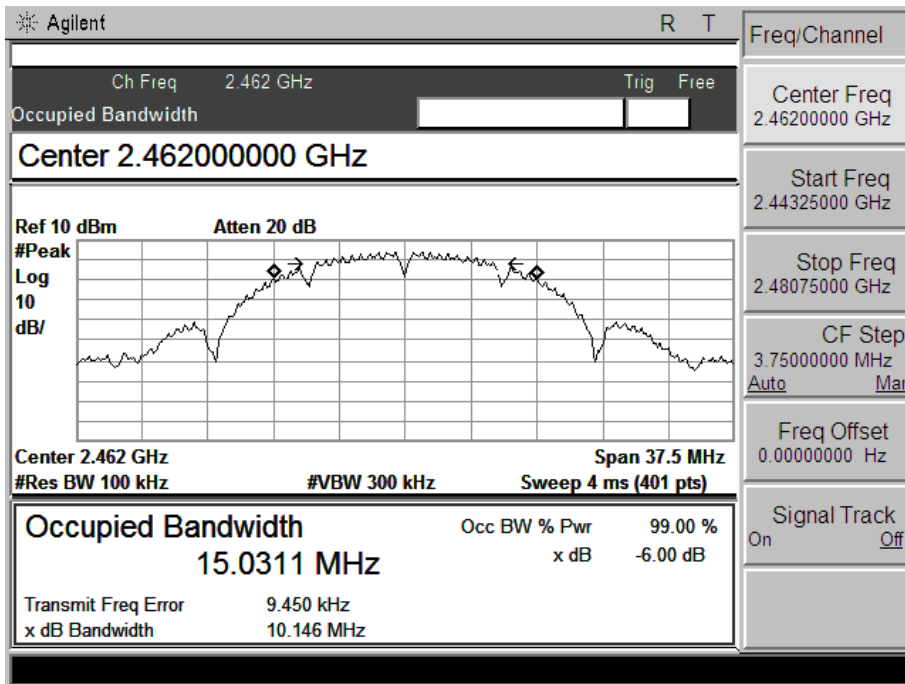 Agilent R T
Ch Freq 2.462 GHz Trig Free
Occupied Bandwidth
Center 2.462000000 GHz
Ref 10 dBm Atten 20 dB
#Peak
Log
10
dB/
Center 2.462 GHz Span 37.5 MHz
#Res BW 100 kHz #VBW 300 kHz Sweep 4 ms (401 pts)
Occupied Bandwidth Occ BW % Pwr 99.00 %
15.0311 MHz x dB -6.00 dB
Transmit Freq Error 9.450 kHz
x dB Bandwidth 10.146 MHz
Freq/Channel
Center Freq
2.46200000 GHz
Start Freq
2.44325000 GHz
Stop Freq
2.48075000 GHz
CF Step
3.75000000 MHz
Auto Mar
Freq Offset
0.00000000 Hz
Signal Track
On Off